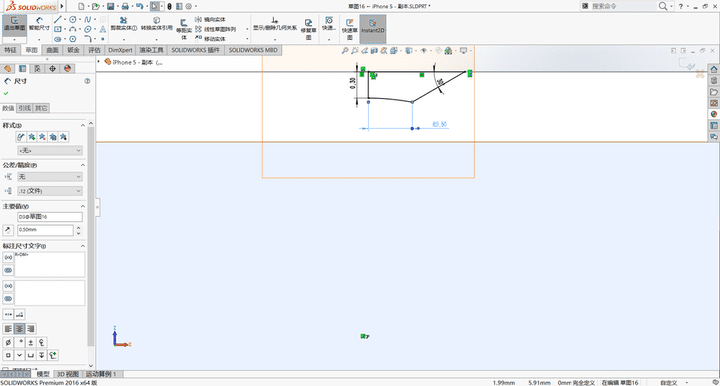 SOLIDWORKS
草图16 - iPhone 5 - 副本.SLDPRT *
搜索命令
退出草图
智能尺寸
剪裁实体(T)
转换实体引用
等距实体
镜向实体
线性草图阵列
移动实体
显示/删除几何关系
修复草图
快速...
快速草图
Instant2D
特征 草图 曲面 钣金 评估 DimXpert 渲染工具 SOLIDWORKS 插件 SOLIDWORKS MBD
iPhone 5 - 副本 (...
尺寸
数值 引线 其它
样式(S)
<无>
公差/精度(P)
无
.12 (文件)
主要值(V)
D3@草图16
0.50mm
标注尺寸文字(I)
R<DIM>
0.30
模型 3D 视图 运动算例 1
SOLIDWORKS Premium 2016 x64 版
1.99mm 5.91mm 0mm 完全定义 在编辑 草图16